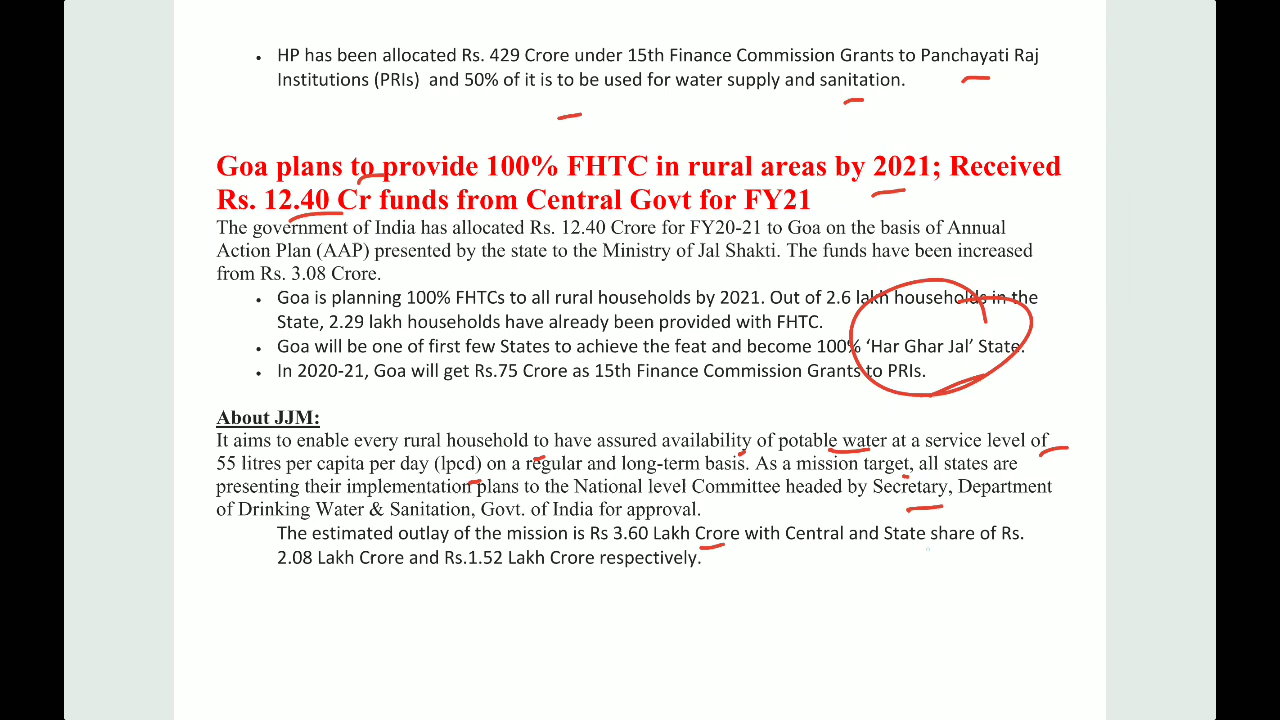 • HP has been allocated Rs. 429 Crore under 15th Finance Commission Grants to Panchayati Raj
Institutions (PRIs)  and 50% of it is to be used for water supply and sanitation.
Goa plans to provide 100% FHTC in rural areas by 2021; Received
Rs. 12.40 Cr funds from Central Govt for FY21
The government of India has allocated Rs. 12.40 Crore for FY20-21 to Goa on the basis of Annual
Action Plan (AAP) presented by the state to the Ministry of Jal Shakti. The funds have been increased
from Rs. 3.08 Crore.
• Goa is planning 100% FHTCs to all rural households by 2021. Out of 2.6 lakh households in the
State, 2.29 lakh households have already been provided with FHTC.
• Goa will be one of first few States to achieve the feat and become 100% ‘Har Ghar Jal’ State.
• In 2020-21, Goa will get Rs.75 Crore as 15th Finance Commission Grants to PRIs.
About JJM:
It aims to enable every rural household to have assured availability of potable water at a service level of
55 litres per capita per day (lpcd) on a regular and long-term basis. As a mission target, all states are
presenting their implementation plans to the National level Committee headed by Secretary, Department
of Drinking Water & Sanitation, Govt. of India for approval.
The estimated outlay of the mission is Rs 3.60 Lakh Crore with Central and State share of Rs.
2.08 Lakh Crore and Rs.1.52 Lakh Crore respectively.